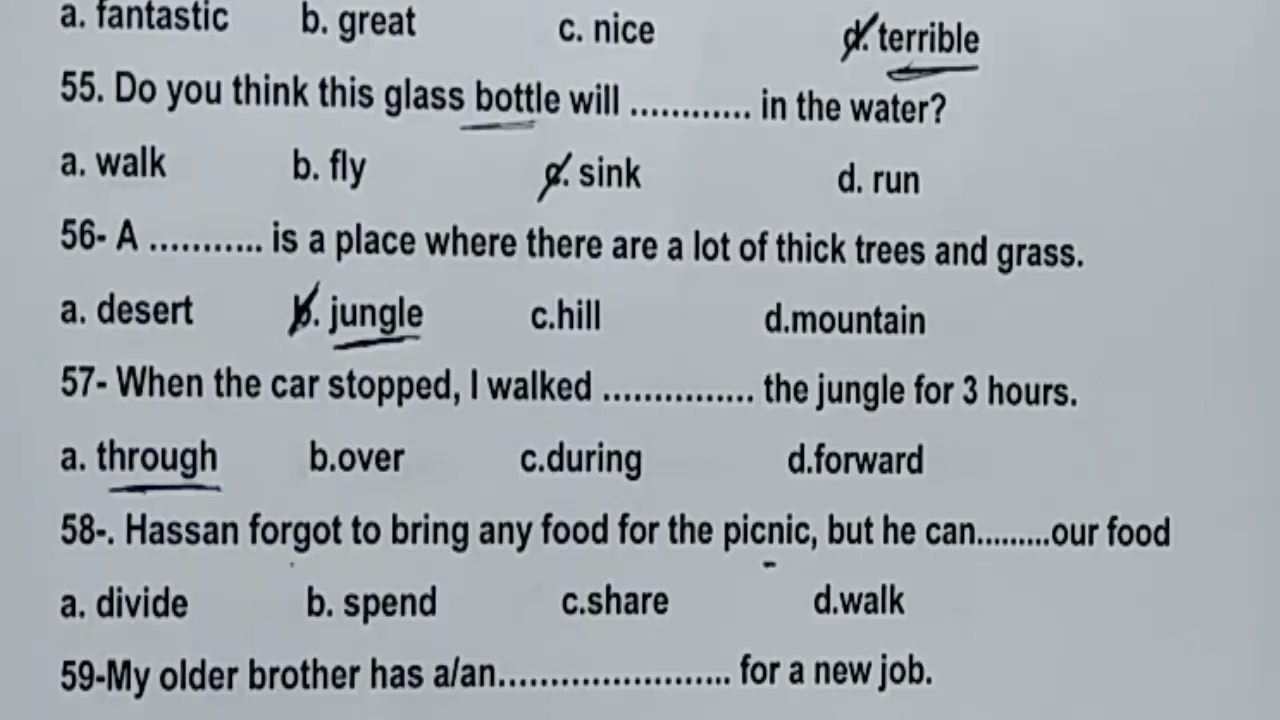 a. fantastic b. great c. nice d. terrible
55. Do you think this glass bottle will ............ in the water?
a. walk b. fly c. sink d. run
56- A ........... is a place where there are a lot of thick trees and grass.
a. desert b. jungle c.hill d.mountain
57- When the car stopped, I walked ............... the jungle for 3 hours.
a. through b.over c.during d.forward
58-. Hassan forgot to bring any food for the picnic, but he can.........our food
a. divide b. spend c.share d.walk
59-My older brother has a/an...................... for a new job.